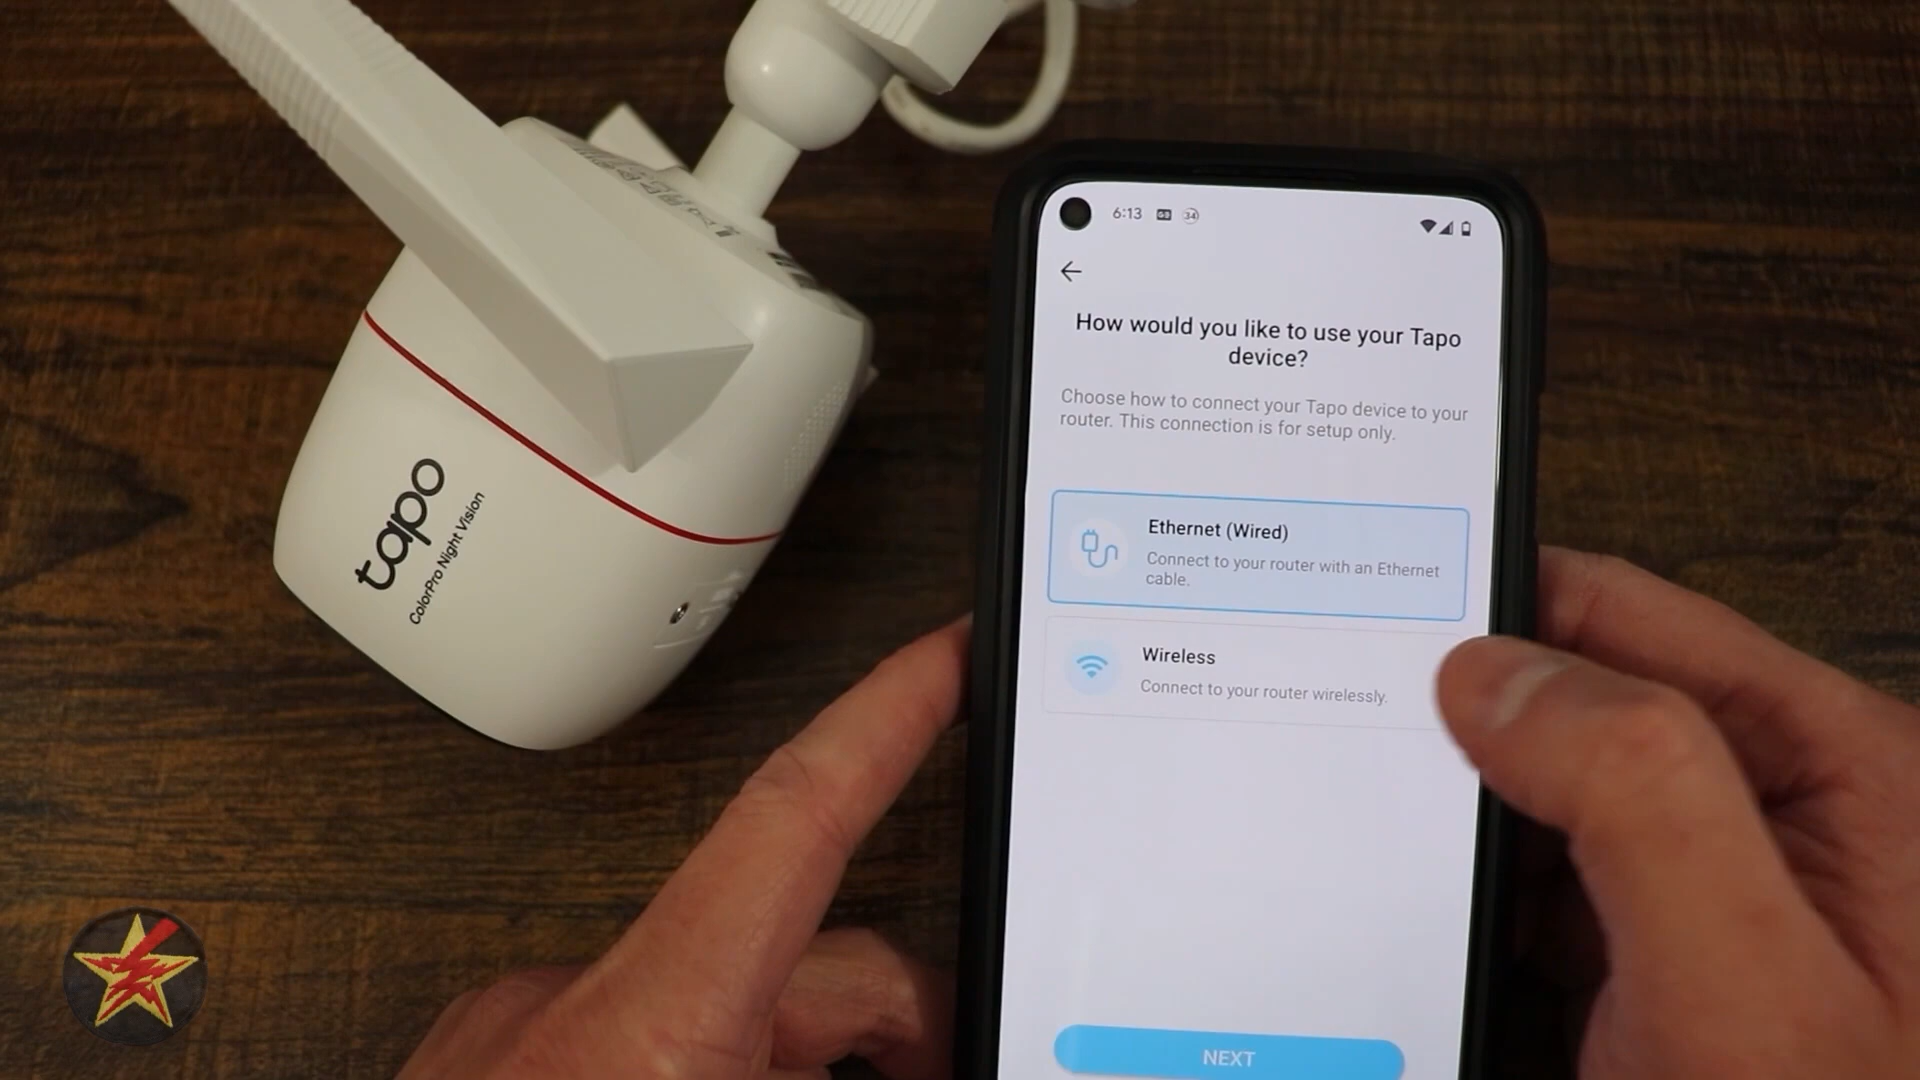 tapo
ColorPro Night Vision
6:13
34
How would you like to use your Tapo
device?
Choose how to connect your Tapo device to your
router. This connection is for setup only.
Ethernet (Wired)
Connect to your router with an Ethernet
cable.
Wireless
Connect to your router wirelessly.
NEXT